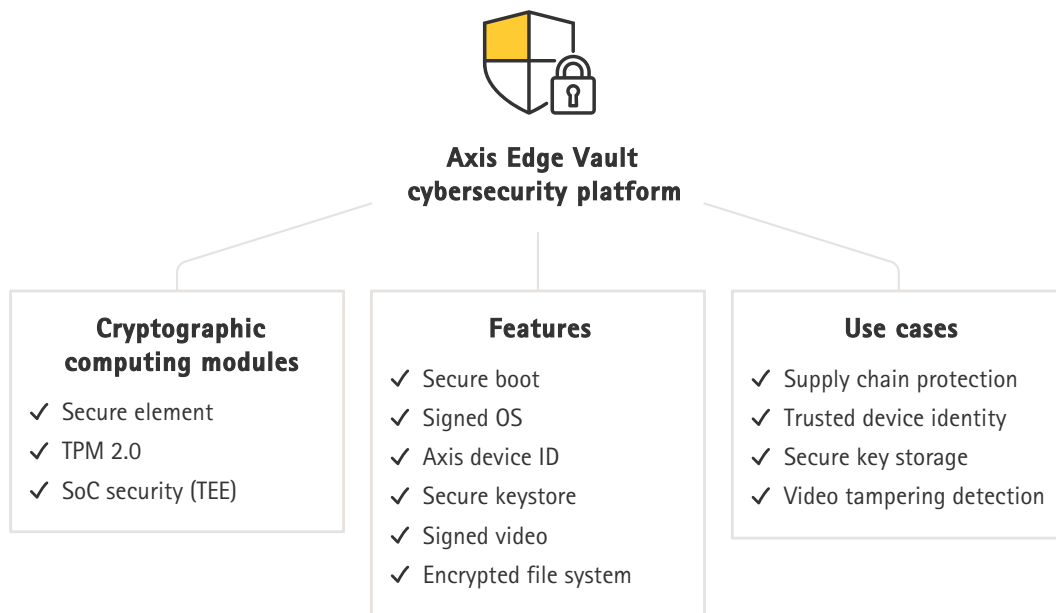 Axis Edge Vault
cybersecurity platform
Cryptographic
computing modules
Secure element
TPM 2.0
SoC security (TEE)
Features
Secure boot
Signed OS
Axis device ID
Secure keystore
Signed video
Encrypted file system
Use cases
Supply chain protection
Trusted device identity
Secure key storage
Video tampering detection